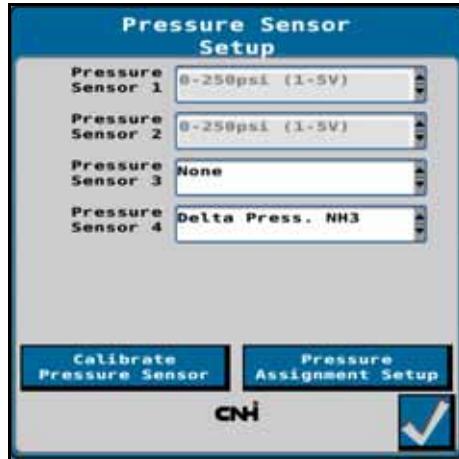 Pressure Sensor
Setup
Pressure
Sensor 1
0-250psi (1-5V)
Pressure
Sensor 2
0-250psi (1-5V)
Pressure
Sensor 3
None
Pressure
Sensor 4
Delta Press. NH3
Calibrate
Pressure Sensor
Pressure
Assignment Setup
CNH